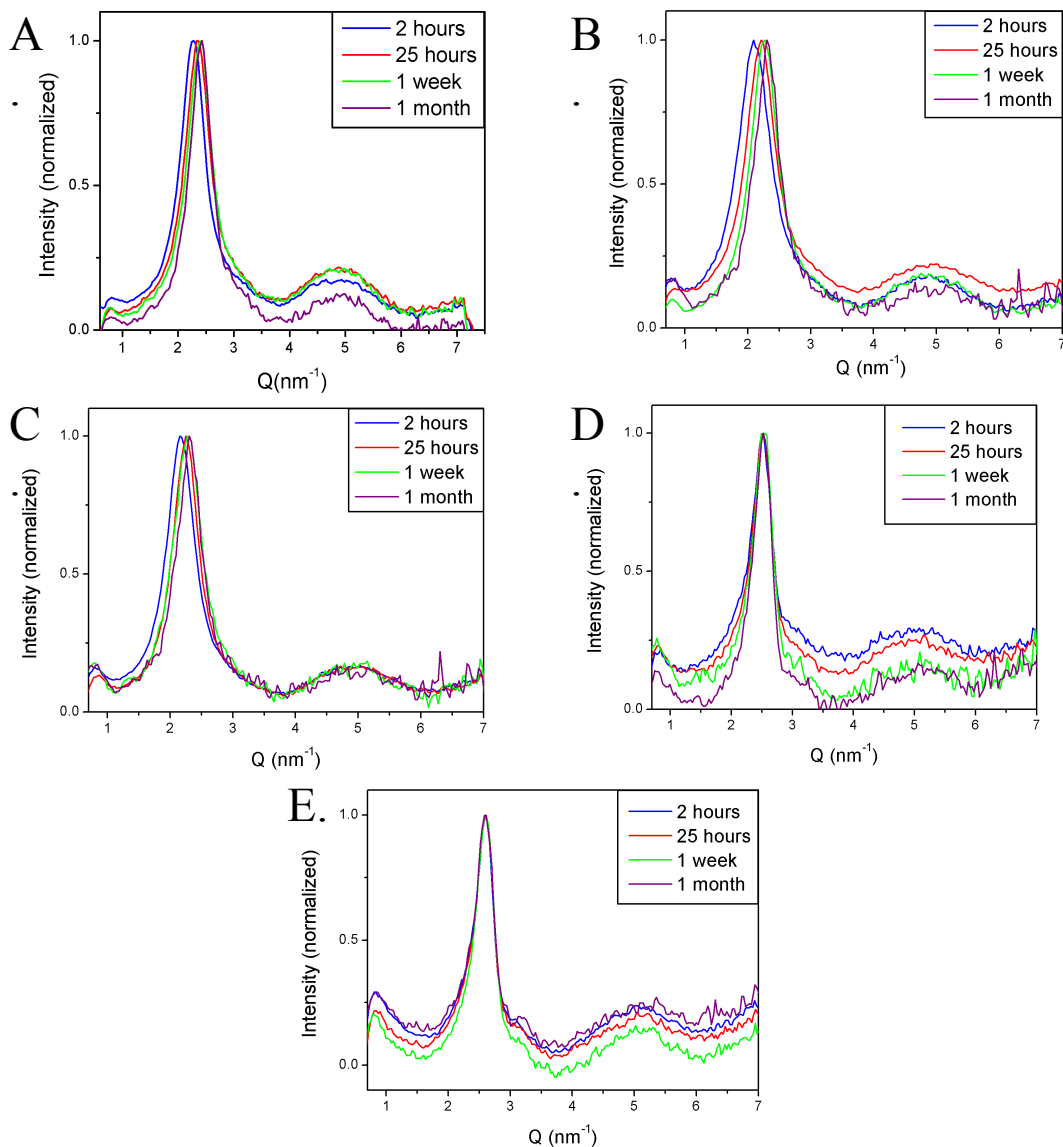 A
.
1.0
0.5
0.0
Intensity (normalized)
1 2 3 4 5 6 7
Q(nm-1)
2 hours
25 hours
1 week
1 month
B
.
1.0
0.5
0.0
Intensity (normalized)
1 2 3 4 5 6 7
Q (nm-1)
2 hours
25 hours
1 week
1 month
C
.
1.0
0.5
0.0
Intensity (normalized)
1 2 3 4 5 6 7
Q (nm-1)
2 hours
25 hours
1 week
1 month
D
.
1.0
0.5
0.0
Intensity (normalized)
1 2 3 4 5 6 7
Q (nm-1)
2 hours
25 hours
1 week
1 month
E.
1.0
0.5
0.0
Intensity (normalized)
1 2 3 4 5 6 7
Q (nm-1)
2 hours
25 hours
1 week
1 month